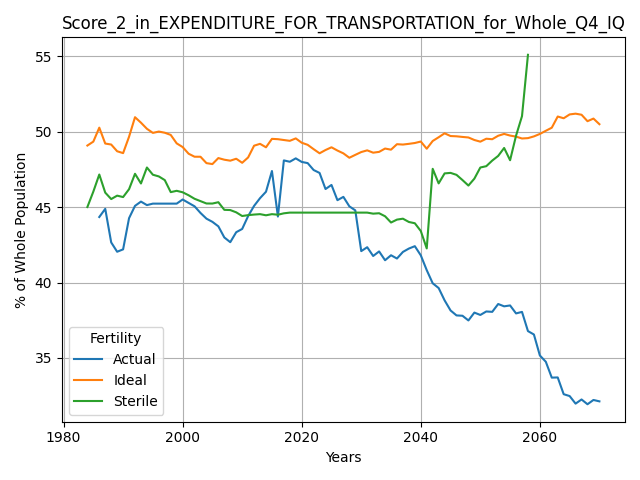 Score_2_in_EXPENDITURE_FOR_TRANSPORTATION_for_Whole_Q4_IQ
% of Whole Population
55
50
45
40
35
Fertility
Actual
Ideal
Sterile
1980
2000
2020
2040
2060
Years